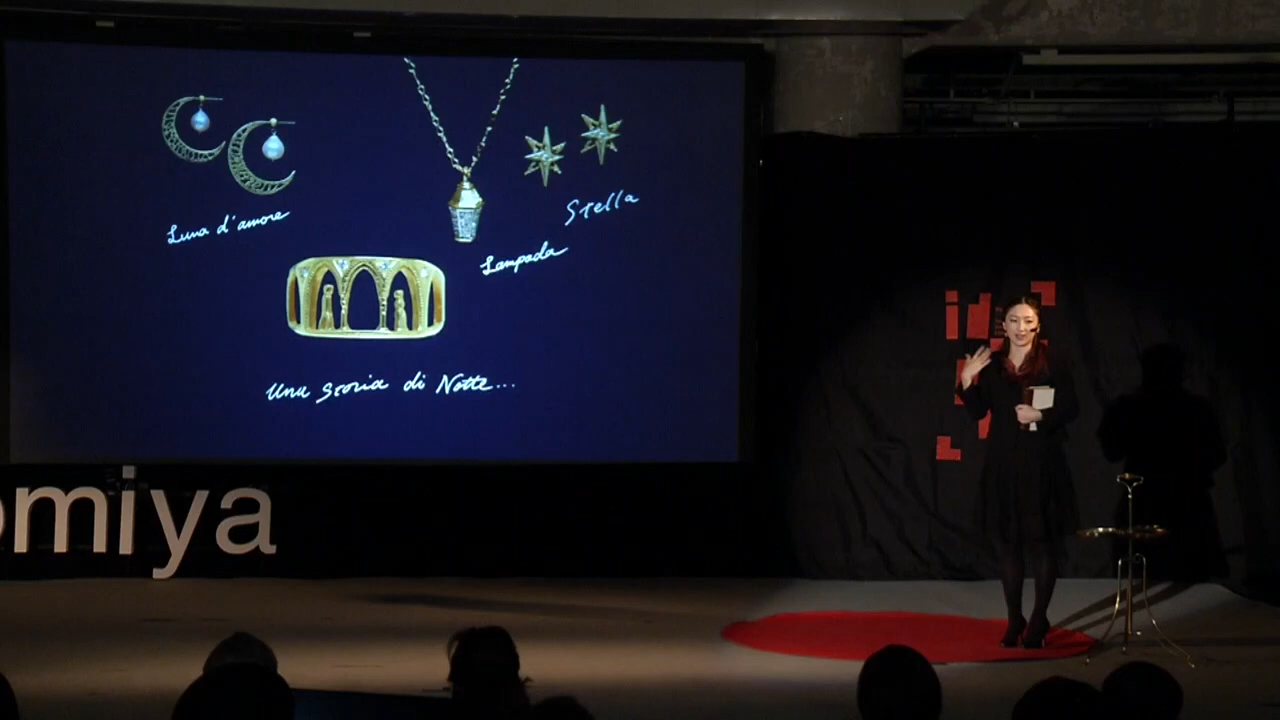 Luna d'amore
Stella
Lampada
Una storia di Notte...
omiya